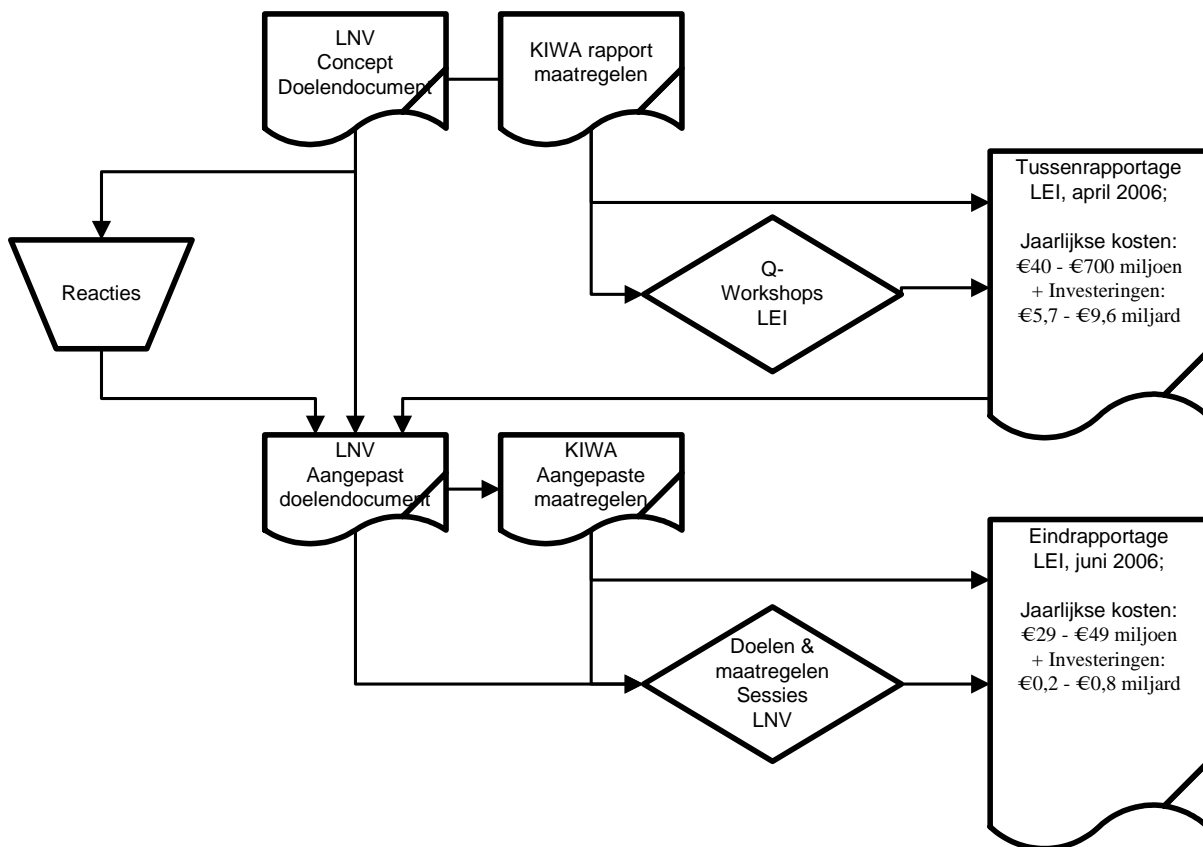 LNV
Concept
Doelendocument
KIWA rapport
maatregelen
Tussenrapportage
LEI, april 2006;
Jaarlijkse kosten:
€40 - €700 miljoen
+ Investeringen:
€5,7 - €9,6 miljard
Reacties
Q-
Workshops
LEI
LNV
Aangepast
doelendocument
KIWA
Aangepaste
maatregelen
Eindrapportage
LEI, juni 2006;
Jaarlijkse kosten:
€29 - €49 miljoen
+ Investeringen:
€0,2 - €0,8 miljard
Doelen &
maatregelen
Sessies
LNV